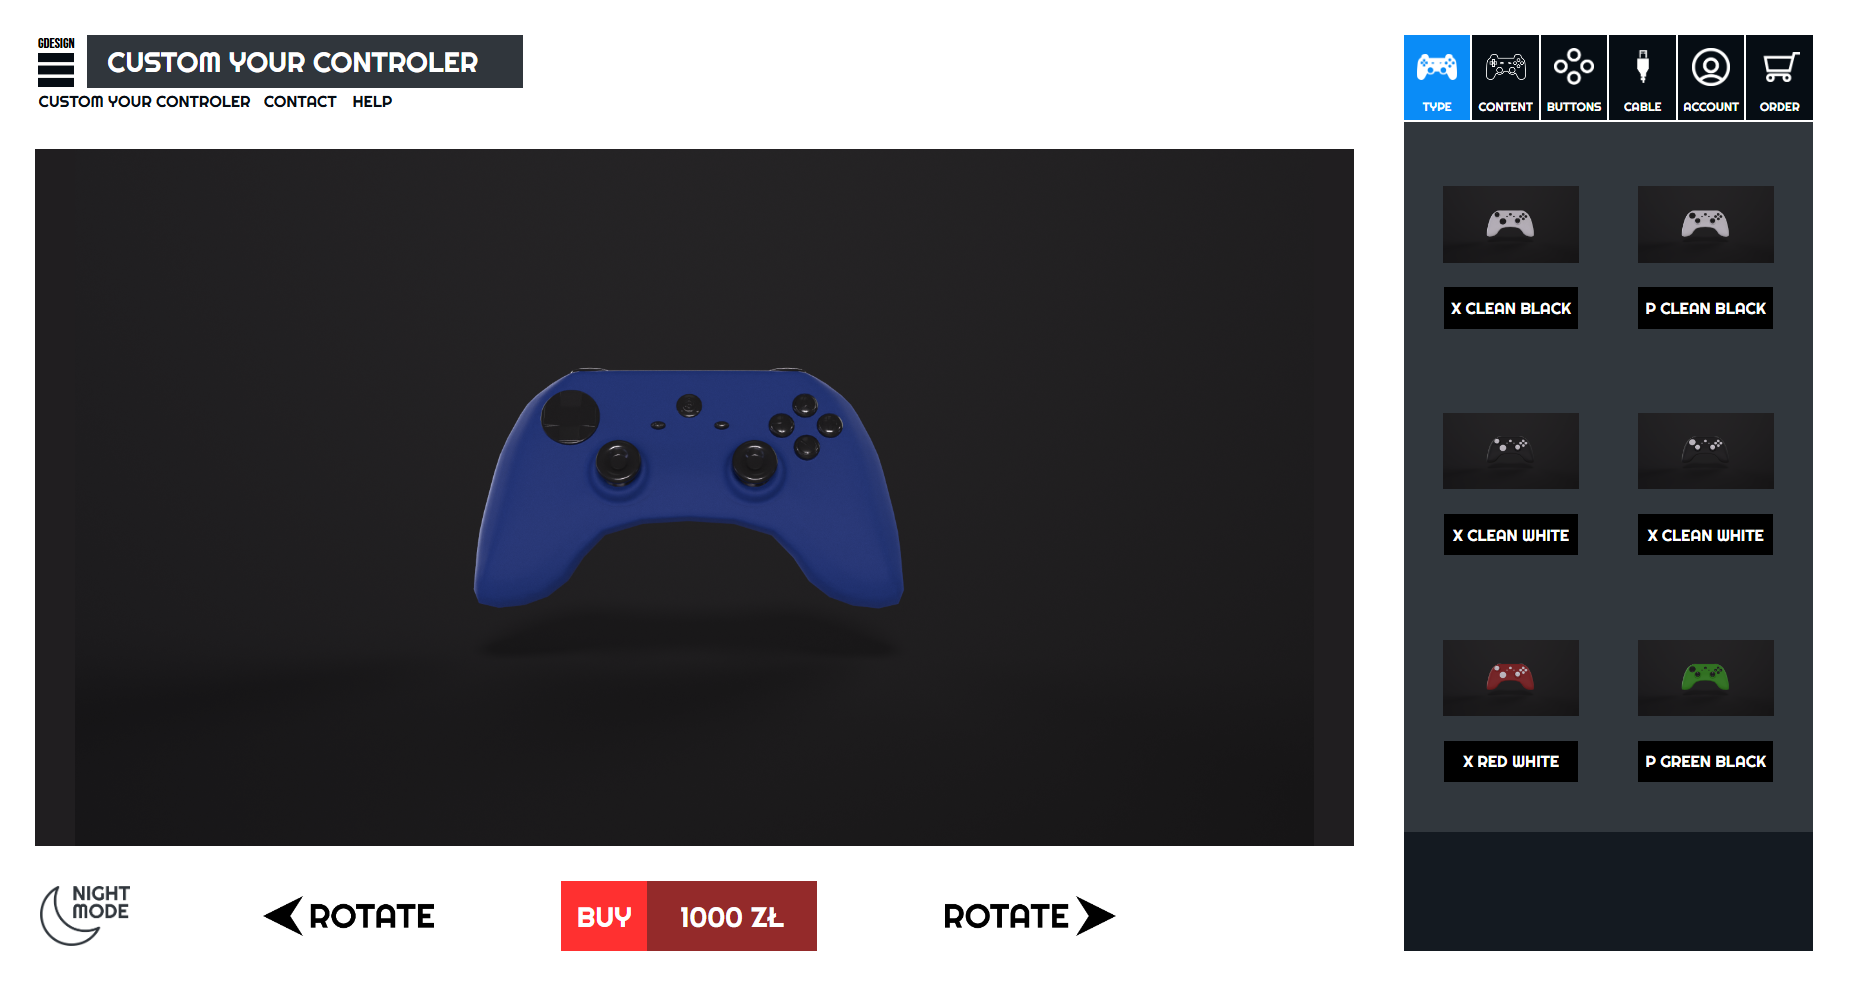 GDESIGN
CUSTOM YOUR CONTROLER
CUSTOM YOUR CONTROLER CONTACT HELP
TYPE CONTENT BUTTONS CABLE ACCOUNT ORDER
X CLEAN BLACK P CLEAN BLACK
X CLEAN WHITE X CLEAN WHITE
X RED WHITE P GREEN BLACK
NIGHT
MODE
ROTATE BUY 1000 ZŁ ROTATE